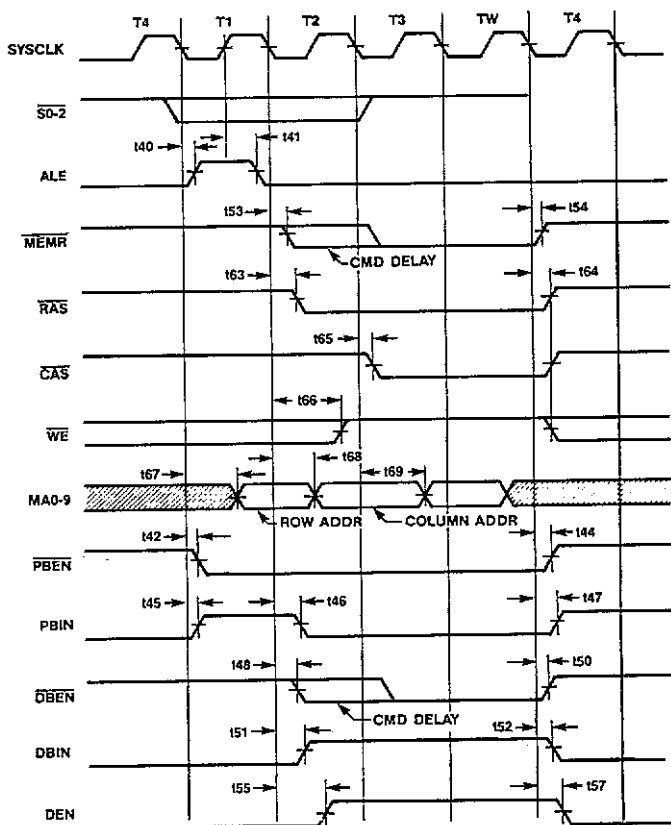 T4 T1 T2 T3 TW T4
SYSCLK
S0-2
t40 t41
ALE
t53 t54
MEMR
CMD DELAY
t63 t64
RAS
t65
CAS
t66
WE
t67 t68 t69
MA0-9
ROW ADDR COLUMN ADDR
t42 t44
PBEN
t45 t46 t47
PBIN
t48 t50
DBEN
CMD DELAY
t51 t52
DBIN
t55 t57
DEN